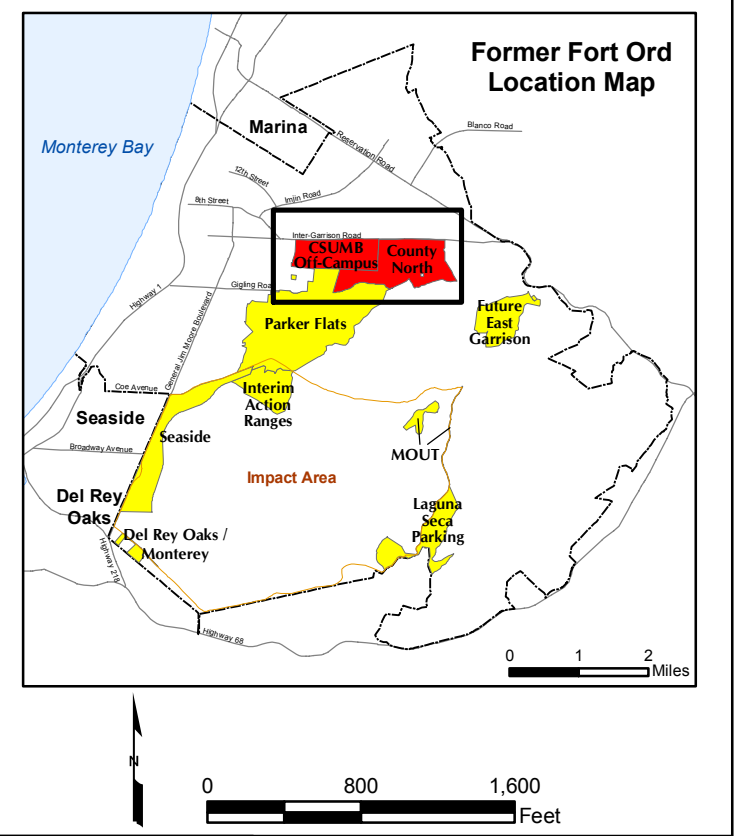 Former Fort Ord
Location Map
Monterey Bay
Marina
Blanco Road
Reservation Road
12th Street
Imjin Road
8th Street
Inter-Garrison Road
CSUMB
Off-Campus
County
North
Gigling Roa
Highway 1
General Jim Moore Boulevard
Parker Flats
Future
East
Garrison
Coe Avenue
Interim
Action
Ranges
Seaside
Seaside
Broadway Avenue
MOUT
Impact Area
Del Rey
Oaks
Laguna
Seca
Parking
Del Rey Oaks /
Monterey
Highway 218
Highway 68
0 1 2
Miles
N
0 800 1,600
Feet